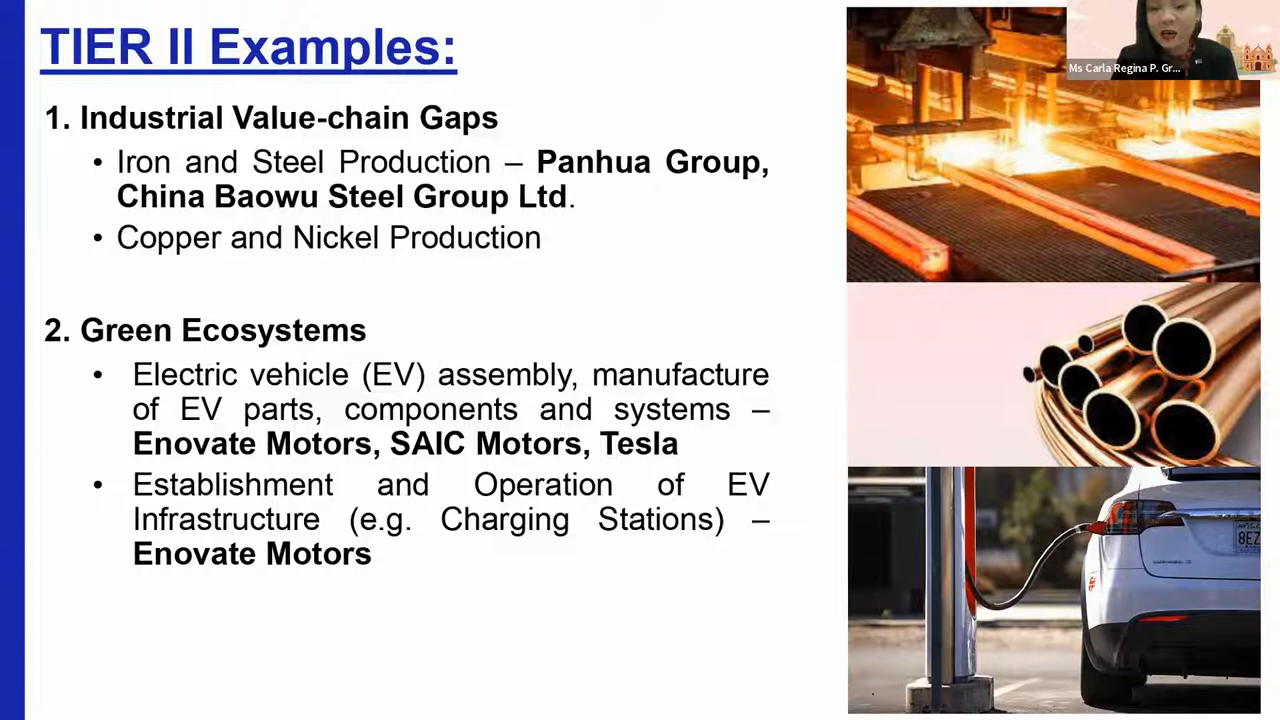 TIER II Examples:
Ms Carla Regina P. Gr...
1. Industrial Value-chain Gaps
• Iron and Steel Production – Panhua Group,
China Baowu Steel Group Ltd.
• Copper and Nickel Production
2. Green Ecosystems
• Electric vehicle (EV) assembly, manufacture
of EV parts, components and systems –
Enovate Motors, SAIC Motors, Tesla
• Establishment and Operation of EV
Infrastructure (e.g. Charging Stations) –
Enovate Motors